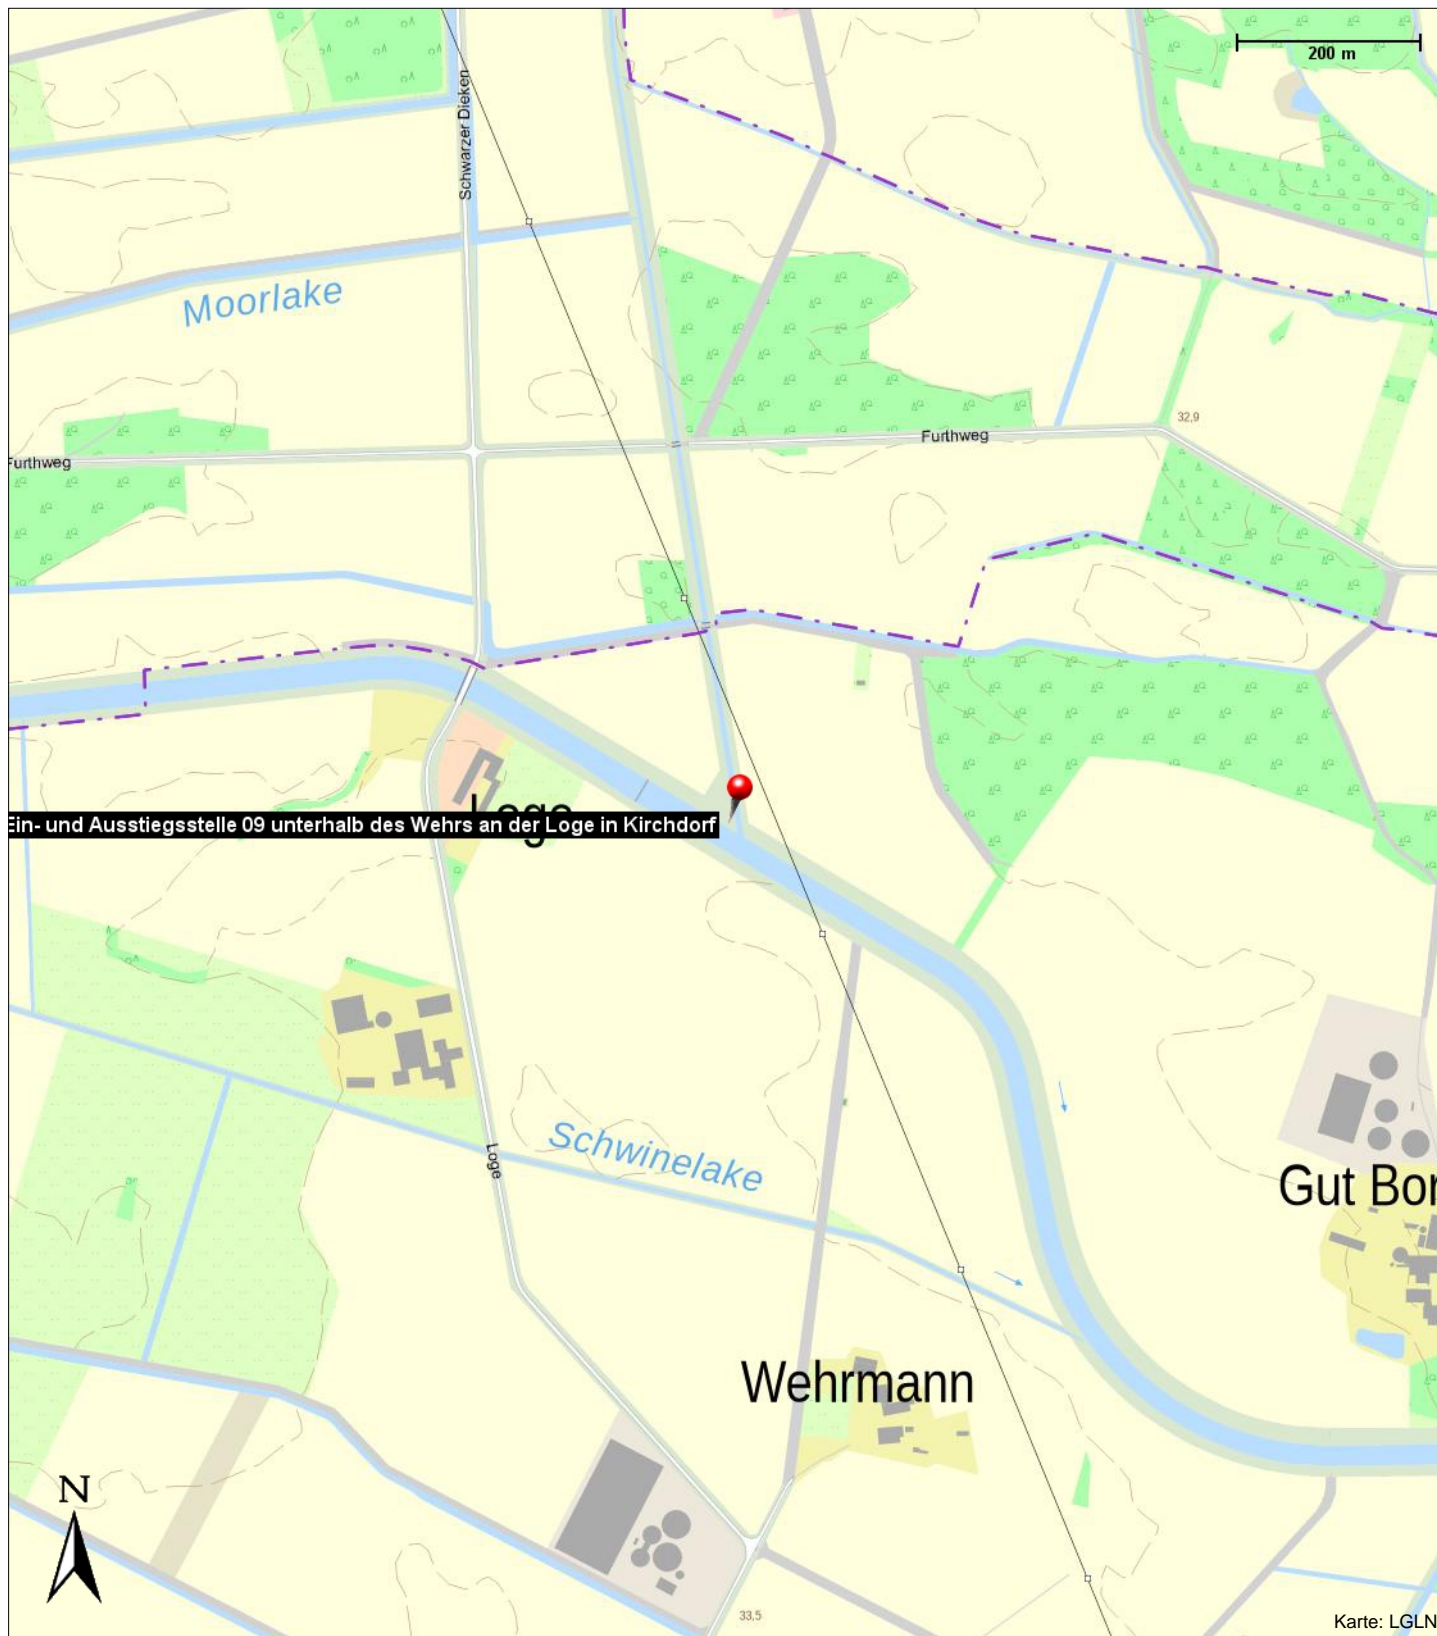 200 m
Schwarzer Dieken
Moorlake
32,9
Furthweg
Furthweg
Loge
Ein- und Ausstiegsstelle 09 unterhalb des Wehrs an der Loge in Kirchdorf
Loge
Schwinelake
Gut Bor
Wehrmann
N
33,5
Karte: LGLN